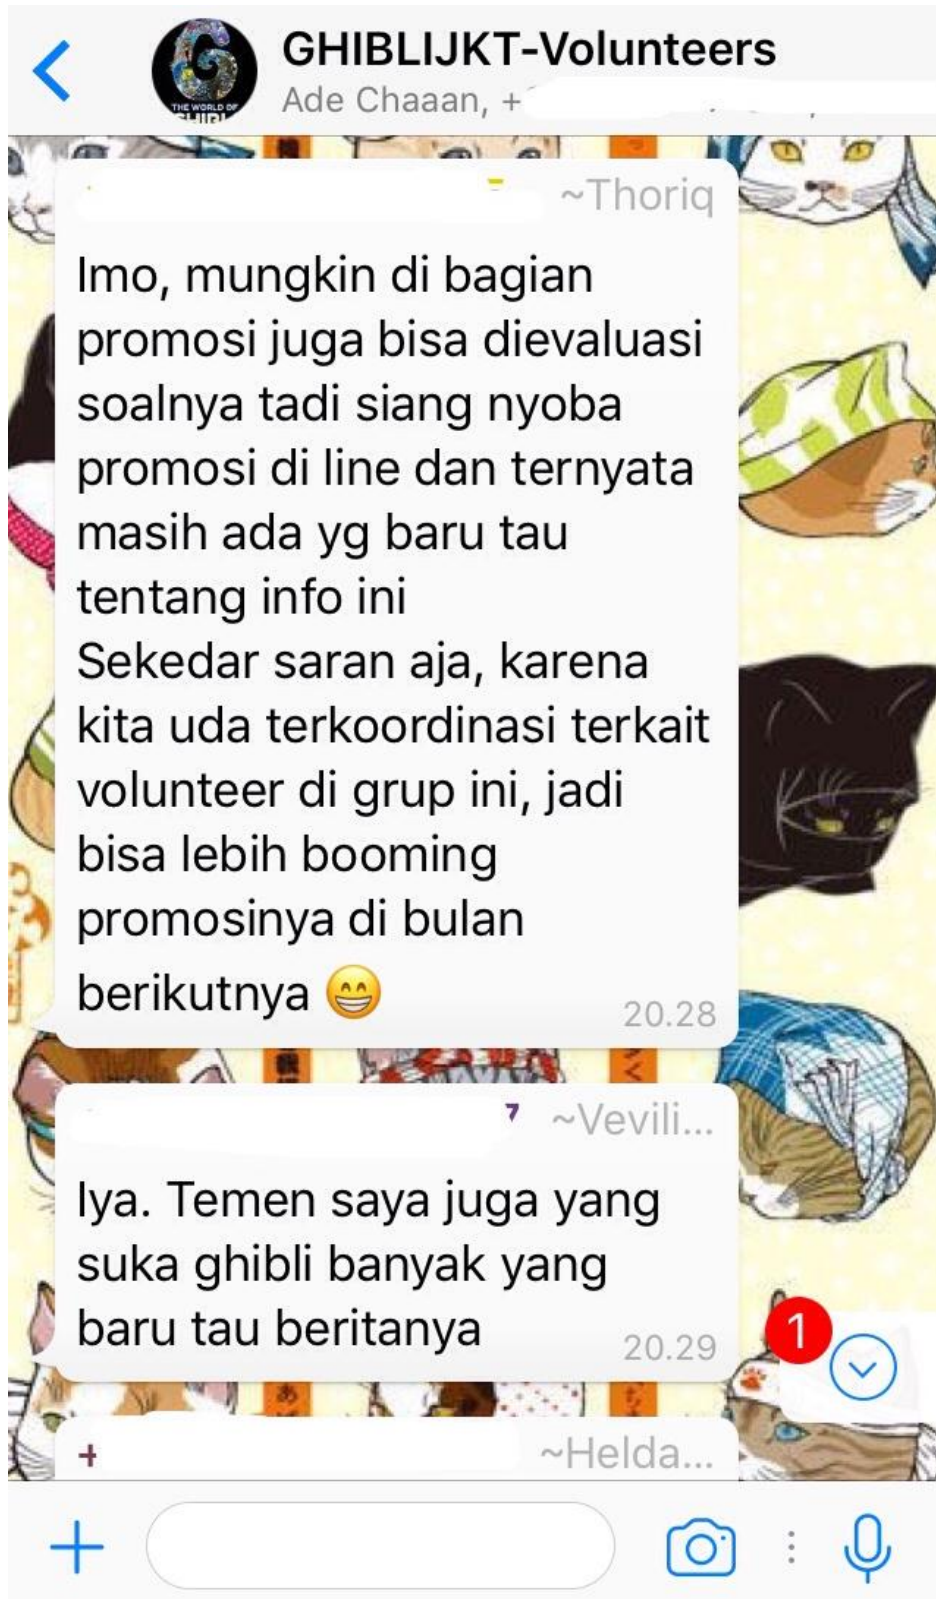 GHIBLIJKT-Volunteers
Ade Chaaan, +
THE WORLD OF
~Thoriq
Imo, mungkin di bagian
promosi juga bisa dievaluasi
soalnya tadi siang nyoba
promosi di line dan ternyata
masih ada yg baru tau
tentang info ini
Sekedar saran aja, karena
kita uda terkoordinasi terkait
volunteer di grup ini, jadi
bisa lebih booming
promosinya di bulan
berikutnya 😁
20.28
~Vevili...
Iya. Temen saya juga yang
suka ghibli banyak yang
baru tau beritanya
20.29
1
+ ~Helda...